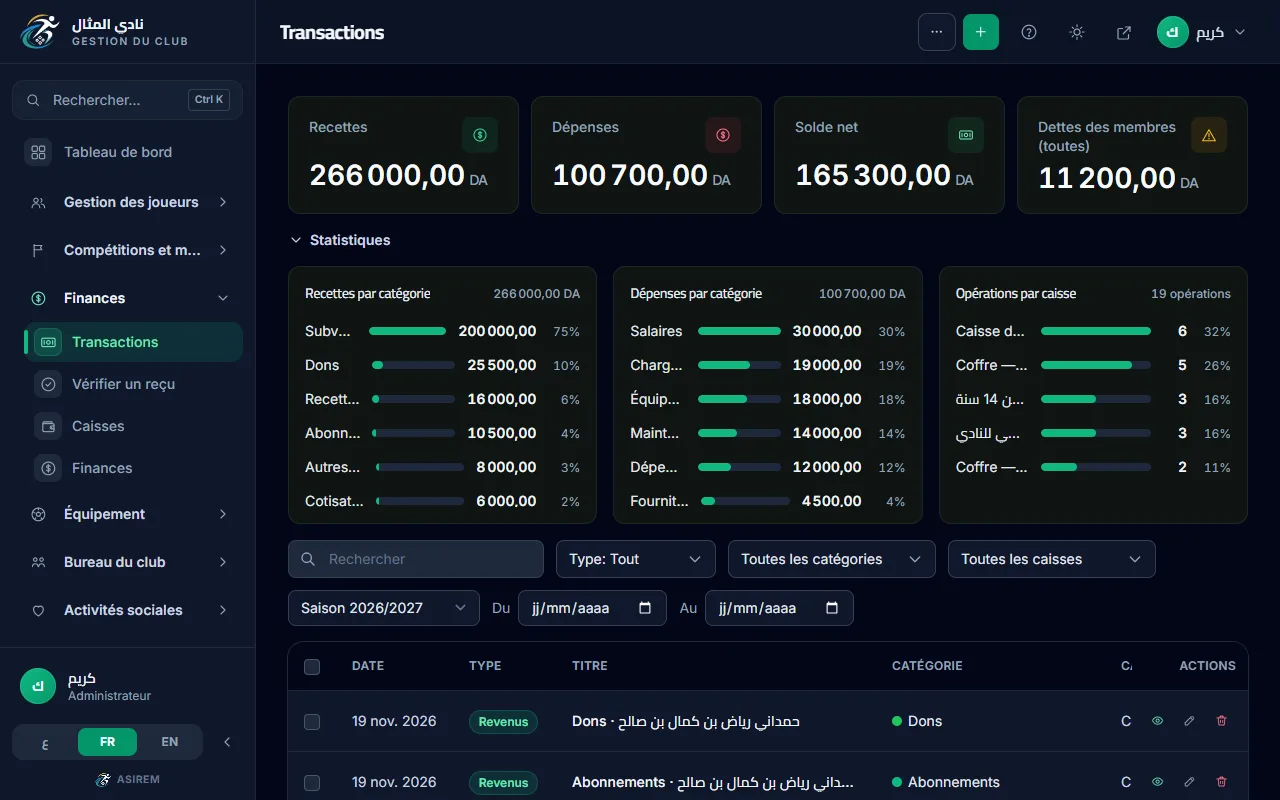 نادي المثال
GESTION DU CLUB
Rechercher...
Ctrl K
Tableau de bord
Gestion des joueurs
Compétitions et m...
Finances
Transactions
Vérifier un reçu
Caisses
Finances
Équipement
Bureau du club
Activités sociales
كريم
Administrateur
ع
FR
EN
ASIREM
Transactions
ك
كريم
Recettes
266 000,00 DA
Dépenses
100 700,00 DA
Solde net
165 300,00 DA
Dettes des membres
(toutes)
11 200,00 DA
Statistiques
Recettes par catégorie 266 000,00 DA
Subv... 200 000,00 75%
Dons 25 500,00 10%
Recett... 16 000,00 6%
Abonn... 10 500,00 4%
Autres... 8 000,00 3%
Cotisat... 6 000,00 2%
Dépenses par catégorie 100 700,00 DA
Salaires 30 000,00 30%
Charg... 19 000,00 19%
Équip... 18 000,00 18%
Maint... 14 000,00 14%
Dépe... 12 000,00 12%
Fournit... 4 500,00 4%
Opérations par caisse 19 opérations
Caisse d... 6 32%
Coffre —... 5 26%
...ن 14 سنة 3 16%
...ي للنادي 3 16%
Coffre —... 2 11%
Rechercher
Type: Tout
Toutes les catégories
Toutes les caisses
Saison 2026/2027
Du jj/mm/aaaa
Au jj/mm/aaaa
DATE TYPE TITRE CATÉGORIE ACTIONS
19 nov. 2026 Revenus Dons · حمداني رياض بن كمال بن صالح Dons C
19 nov. 2026 Revenus Abonnements · ...داني رياض بن كمال بن صالح Abonnements C